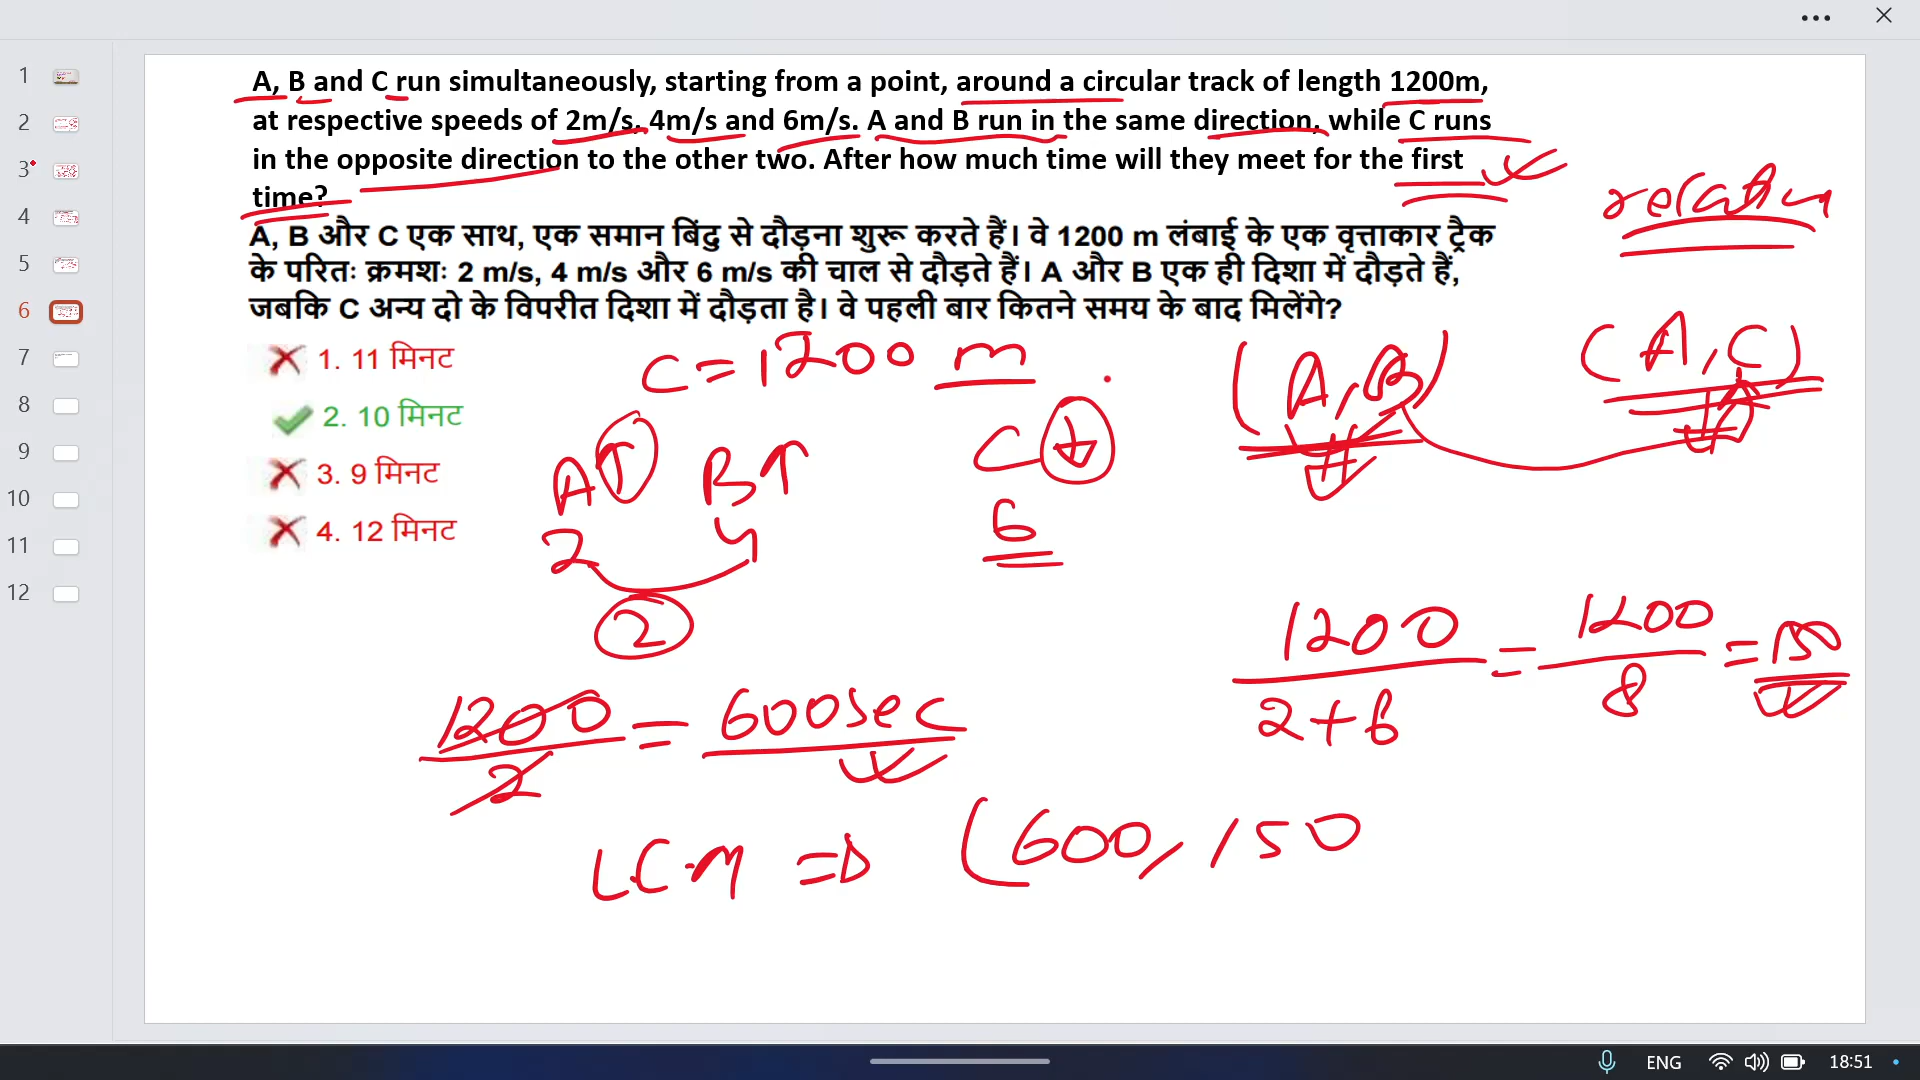 1
2
3
4
5
6
7
8
9
10
11
12
A, B and C run simultaneously, starting from a point, around a circular track of length 1200m,
at respective speeds of 2m/s, 4m/s and 6m/s. A and B run in the same direction, while C runs
in the opposite direction to the other two. After how much time will they meet for the first
time?
A, B और C एक साथ, एक समान बिंदु से दौड़ना शुरू करते हैं। वे 1200 m लंबाई के एक वृत्ताकार ट्रैक
के परितः क्रमशः 2 m/s, 4 m/s और 6 m/s की चाल से दौड़ते हैं। A और B एक ही दिशा में दौड़ते हैं,
जबकि C अन्य दो के विपरीत दिशा में दौड़ता है। वे पहली बार कितने समय के बाद मिलेंगे?
1. 11 मिनट
2. 10 मिनट
3. 9 मिनट
4. 12 मिनट
C = 1200 m
A↑ B↑ C↓
2 4 6
2
(A, B) (A, C)
1200/2 = 600sec
1200/2+6 = 1200/8 = 150
LCM ⇒ (600, 150
ENG 18:51